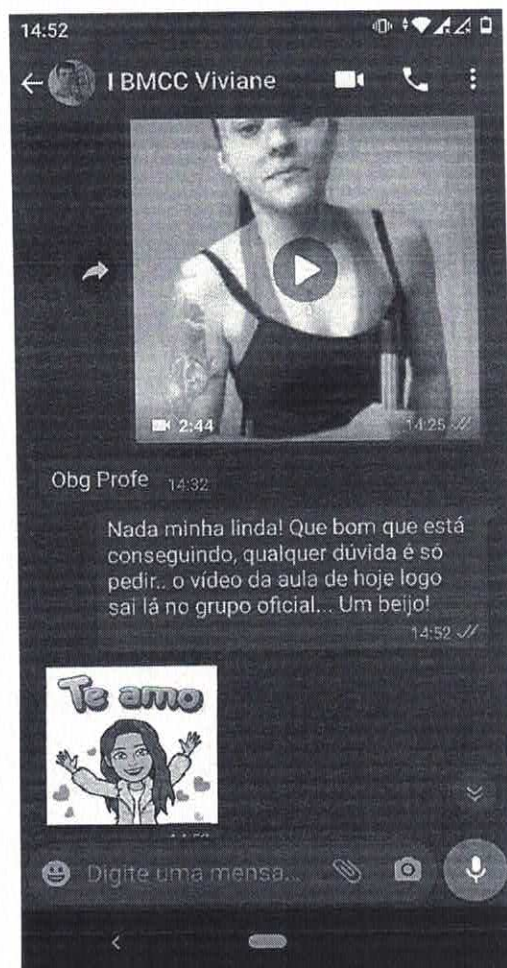 14:52
I BMCC Viviane
2:44
14:25
Obg Profe 14:32
Nada minha linda! Que bom que está
conseguindo, qualquer dúvida é só
pedir.. o vídeo da aula de hoje logo
sai lá no grupo oficial... Um beijo!
14:52
Te amo
Digite uma mensa...